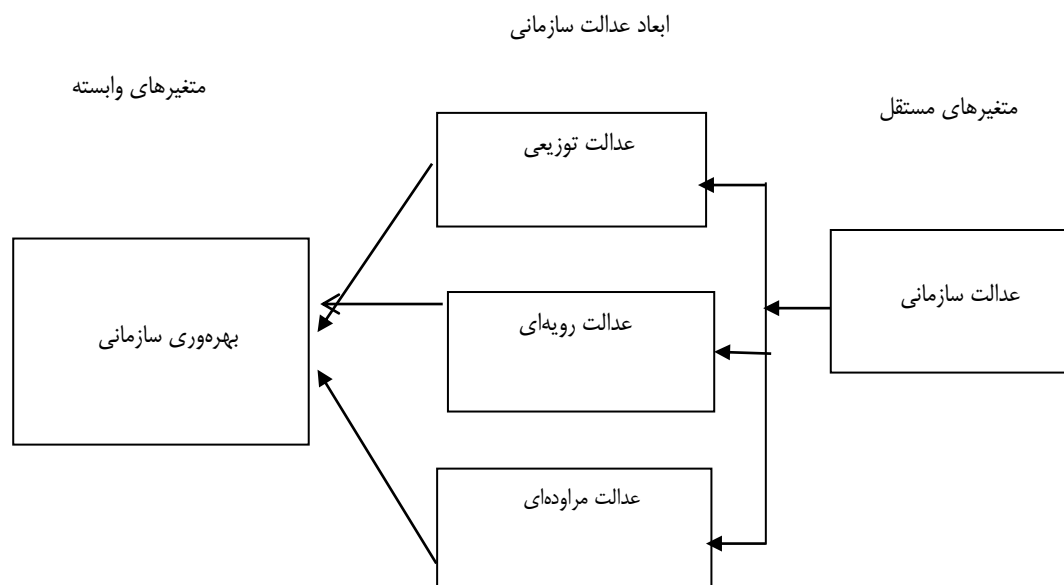 ابعاد عدالت سازمانی
متغیرهای مستقل
متغیرهای وابسته
عدالت توزیعی
عدالت سازمانی
عدالت رویه‌ای
بهره‌وری سازمانی
عدالت مراوده‌ای